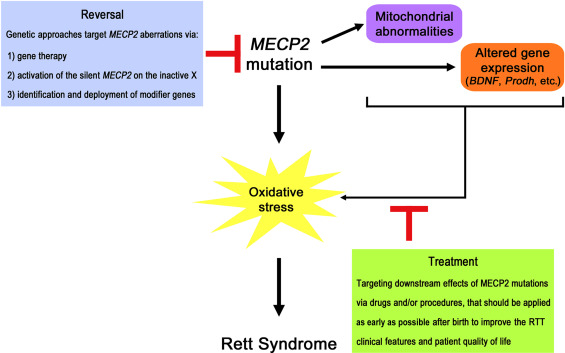 Reversal
Genetic approaches target MECP2 aberrations via:
1) gene therapy
2) activation of the silent MECP2 on the inactive X
3) identification and deployment of modifier genes
MECP2
mutation
Mitochondrial
abnormalities
Altered gene
expression
(BDNF, Prodh, etc.)
Oxidative
stress
Treatment
Targeting downstream effects of MECP2 mutations
via drugs and/or procedures, that should be applied
as early as possible after birth to improve the RTT
clinical features and patient quality of life
Rett Syndrome